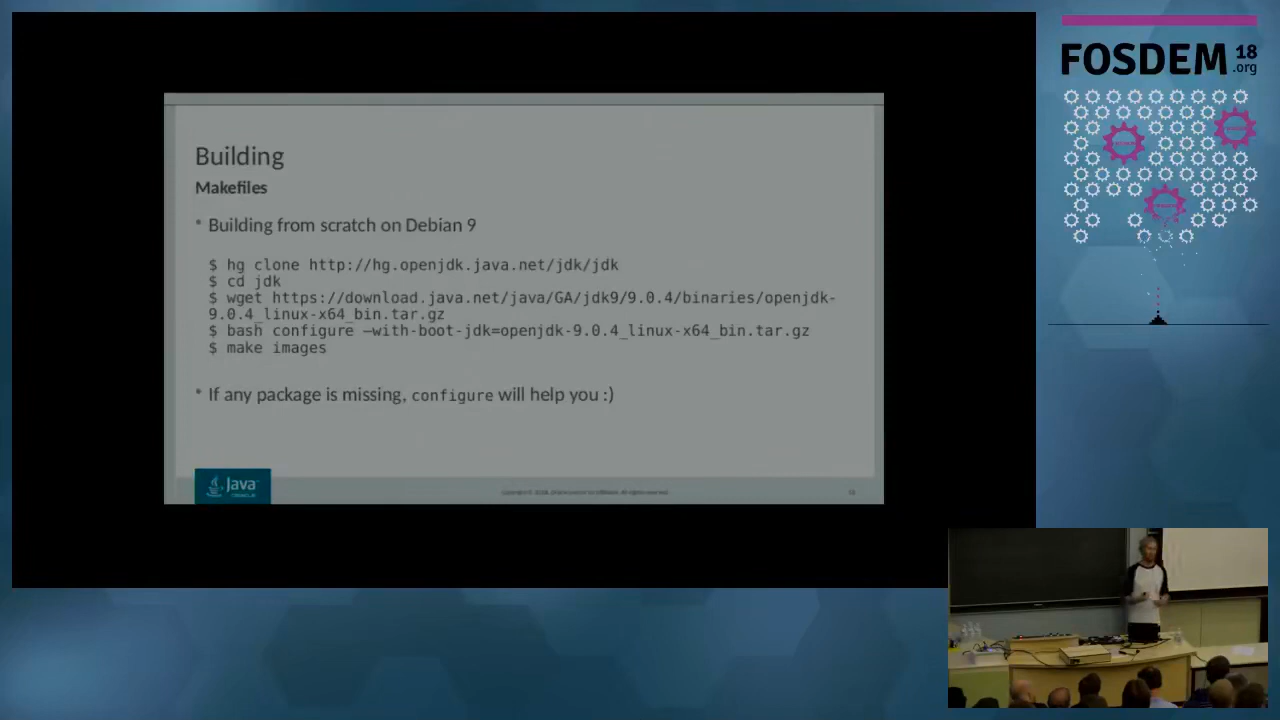 FOSDEM 18
.org
Building
Makefiles
* Building from scratch on Debian 9
$ hg clone http://hg.openjdk.java.net/jdk/jdk
$ cd jdk
$ wget https://download.java.net/java/GA/jdk9/9.0.4/binaries/openjdk-
9.0.4_linux-x64_bin.tar.gz
$ bash configure —with-boot-jdk=openjdk-9.0.4_linux-x64_bin.tar.gz
$ make images
* If any package is missing, configure will help you :)
Java